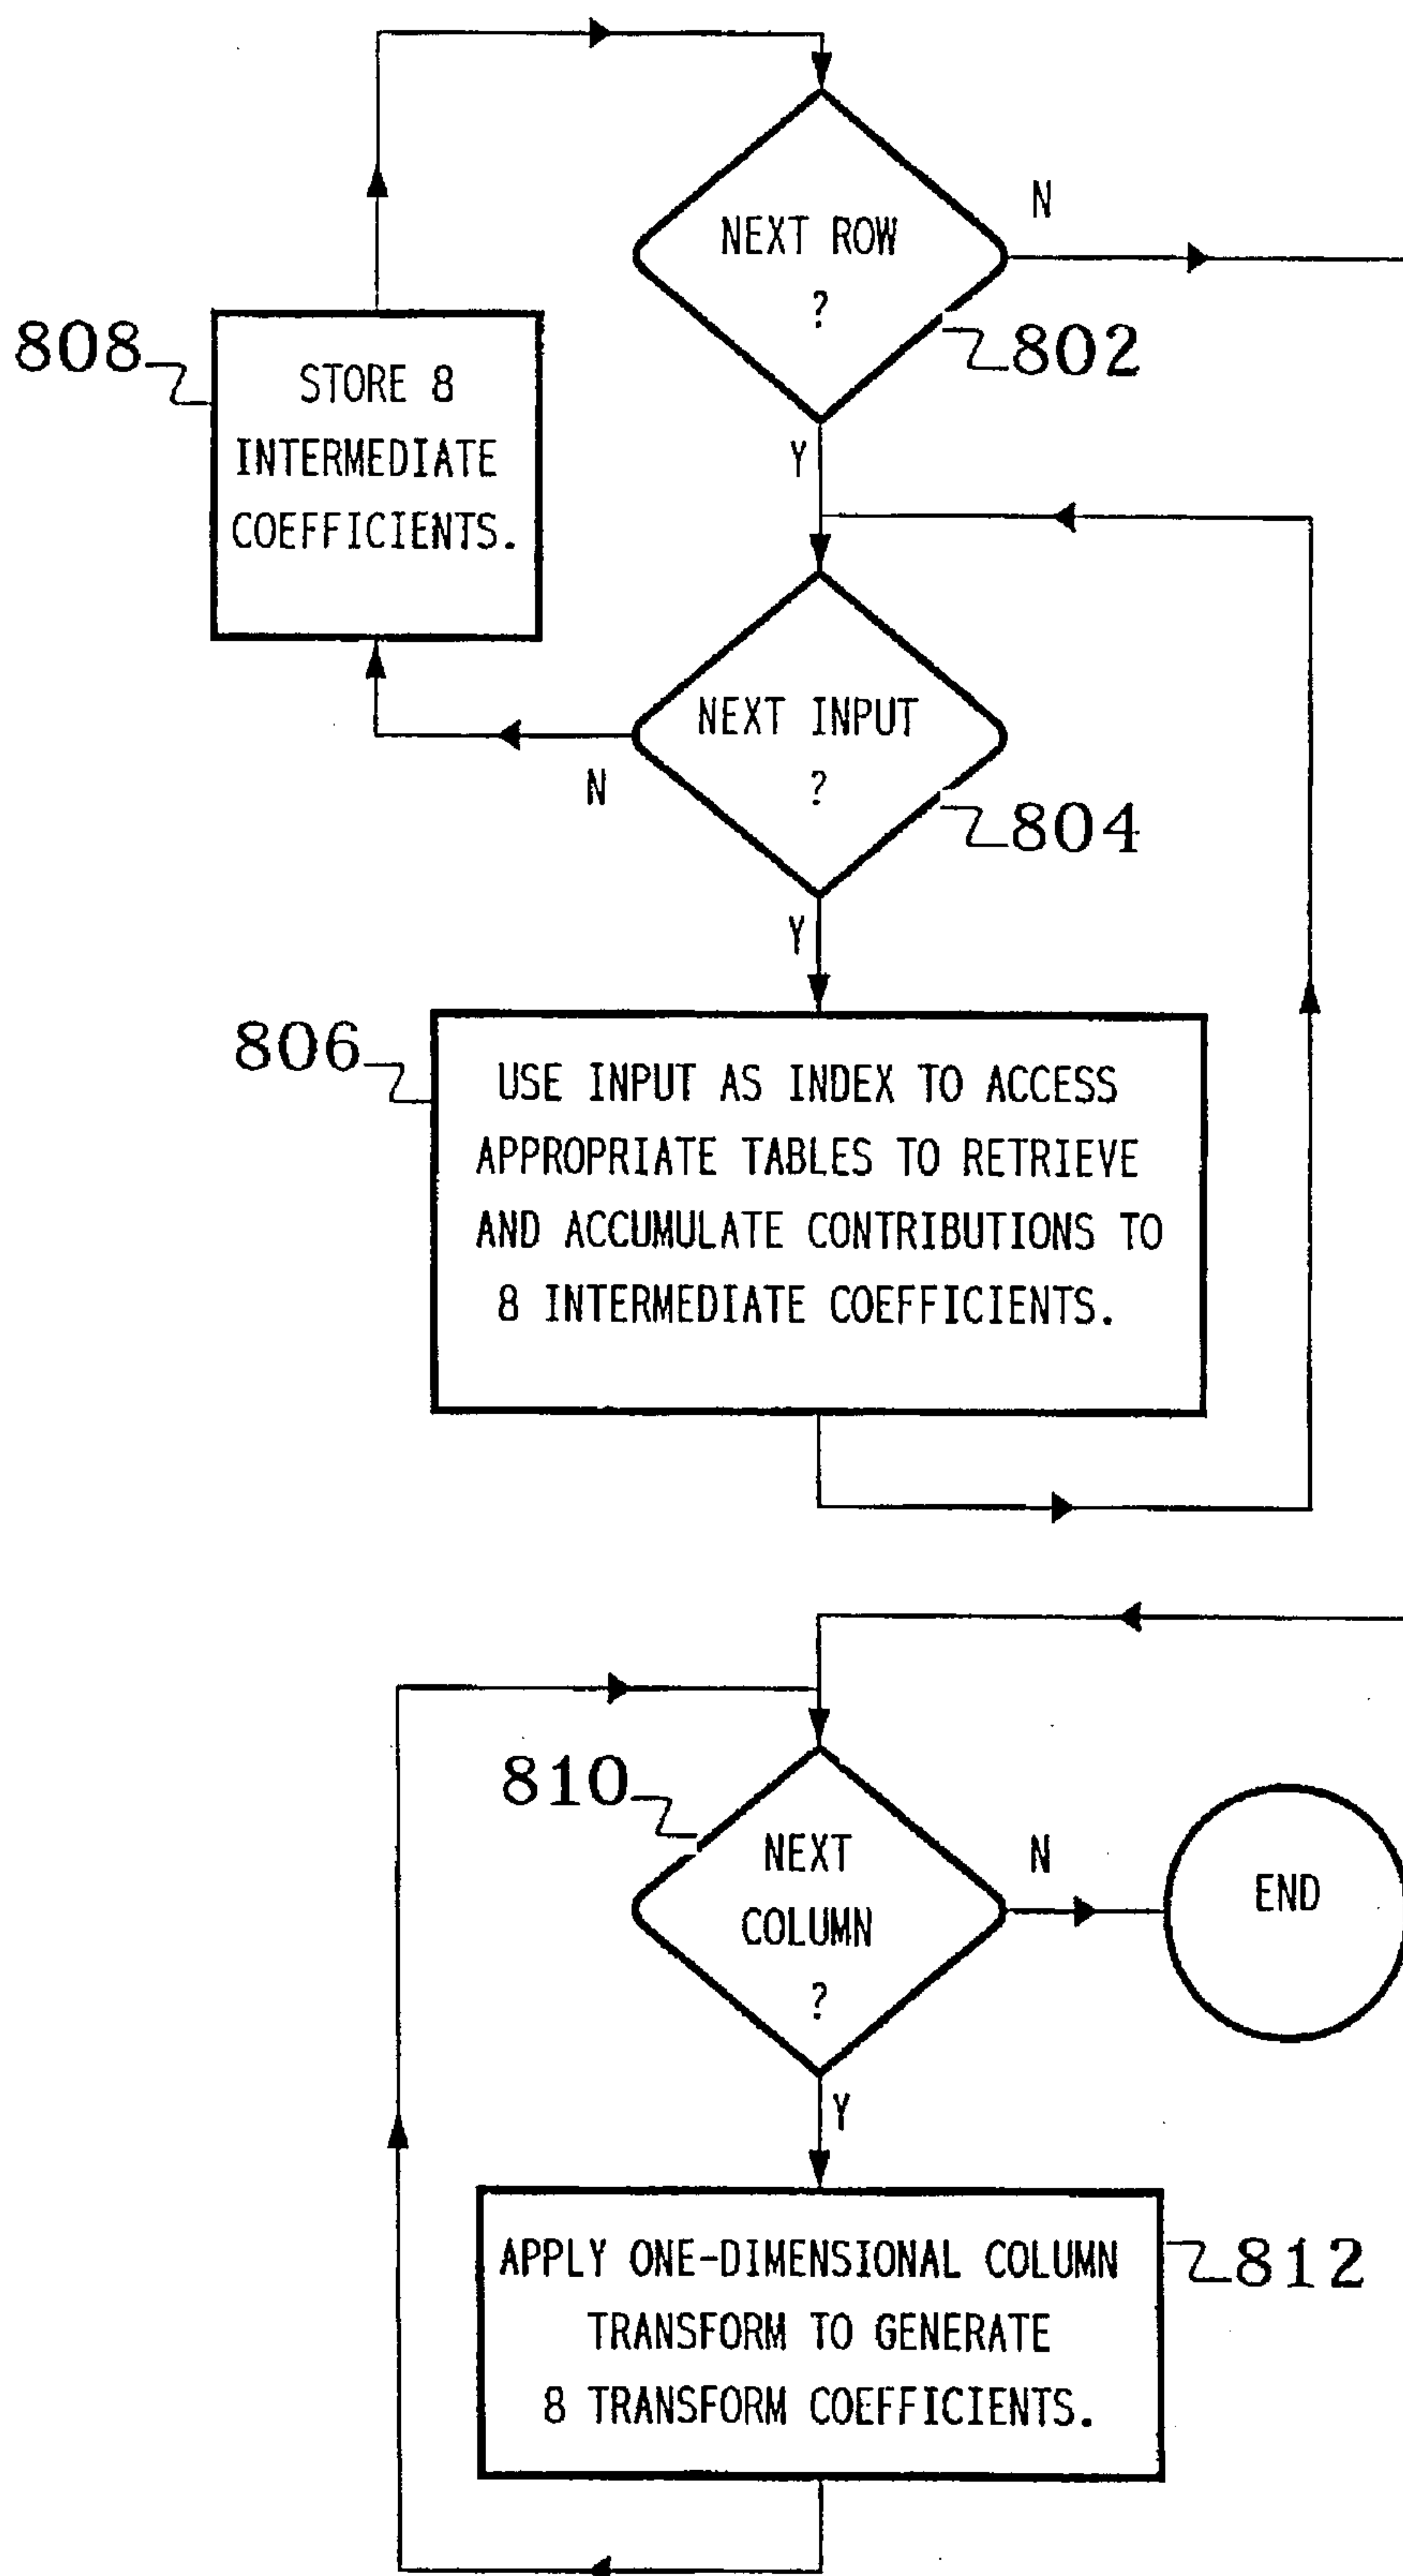 NEXT ROW
?
N
802
808
STORE 8
INTERMEDIATE
COEFFICIENTS.
Y
NEXT INPUT
?
N
804
Y
806
USE INPUT AS INDEX TO ACCESS
APPROPRIATE TABLES TO RETRIEVE
AND ACCUMULATE CONTRIBUTIONS TO
8 INTERMEDIATE COEFFICIENTS.
810
NEXT
COLUMN
?
N
END
Y
APPLY ONE-DIMENSIONAL COLUMN
TRANSFORM TO GENERATE
8 TRANSFORM COEFFICIENTS.
812